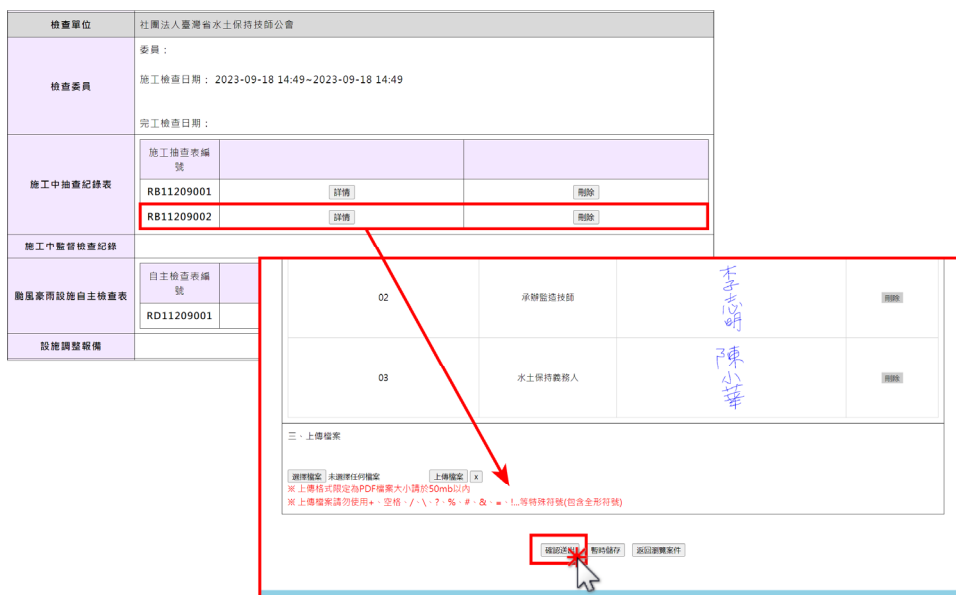 檢查單位 社團法人臺灣省水土保持技師公會
檢查委員
委員：
施工檢查日期： 2023-09-18 14:49~2023-09-18 14:49
完工檢查日期：
施工中抽查紀錄表
施工抽查表編
號
RB11209001 詳情 刪除
RB11209002 詳情 刪除
施工中監督檢查紀錄
颱風豪雨設施自主檢查表
自主檢查表編
號
RD11209001
設施調整報備
02 承辦監造技師 李志明 刪除
03 水土保持義務人 陳小華 刪除
三、上傳檔案
選擇檔案 未選擇任何檔案 上傳檔案 x
※ 上傳格式限定為PDF檔案大小請於50mb以內
※ 上傳檔案請勿使用+、空格、/、\、?、%、#、&、=、!...等特殊符號(包含全形符號)
確認送出 暫時儲存 返回瀏覽案件